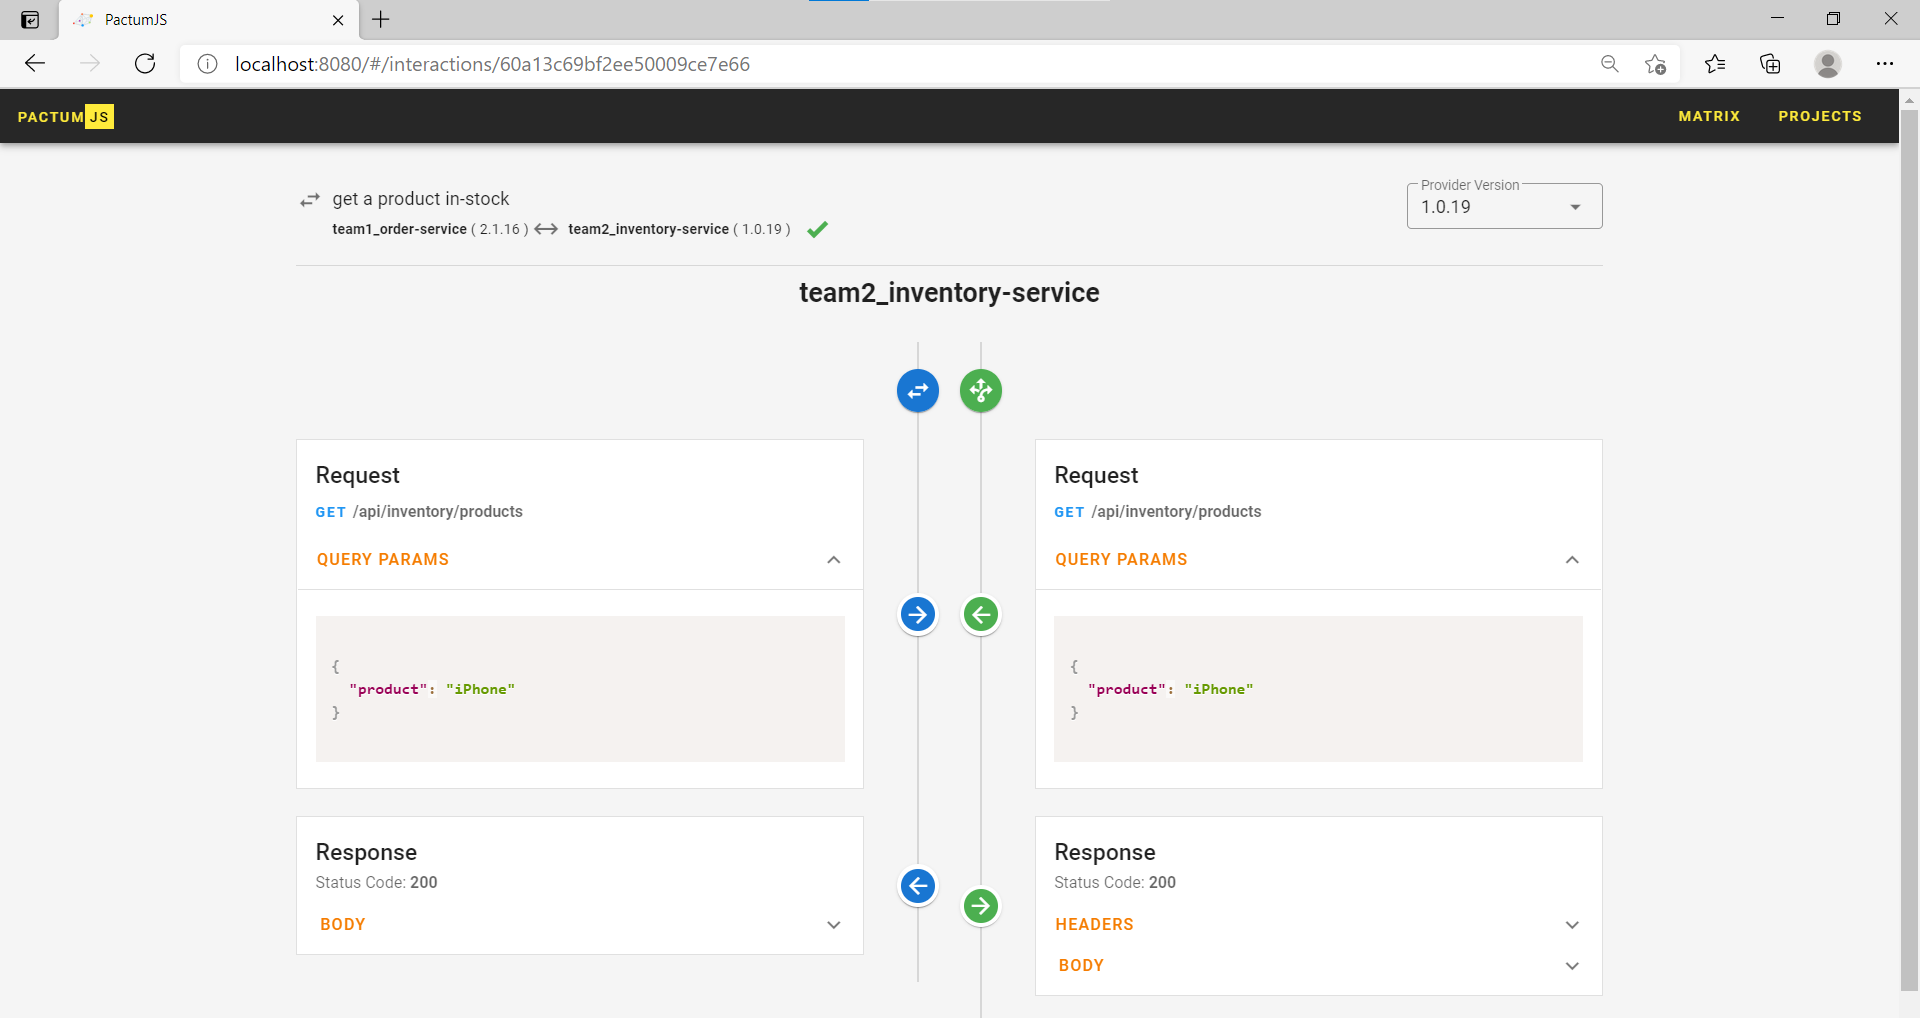 PactumJS
localhost:8080/#/interactions/60a13c69bf2ee50009ce7e66
PACTUM JS
MATRIX
PROJECTS
get a product in-stock
team1_order-service ( 2.1.16 ) team2_inventory-service ( 1.0.19 )
Provider Version
1.0.19
team2_inventory-service
Request
GET /api/inventory/products
QUERY PARAMS
{
"product": "iPhone"
}
Response
Status Code: 200
BODY
Request
GET /api/inventory/products
QUERY PARAMS
{
"product": "iPhone"
}
Response
Status Code: 200
HEADERS
BODY